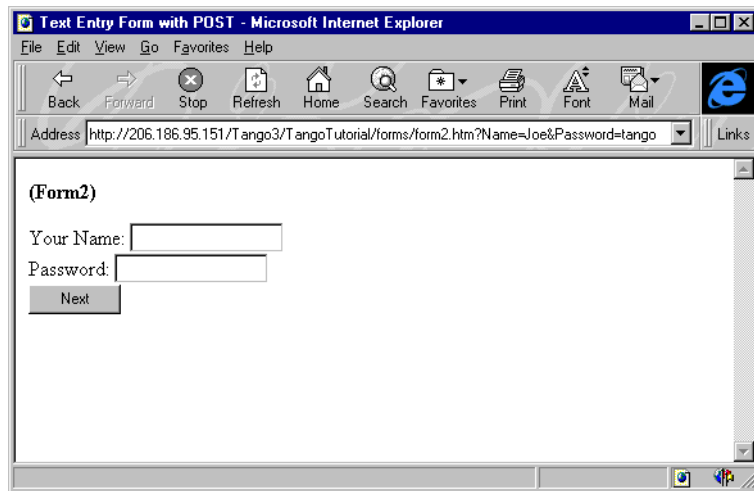 Text Entry Form with POST - Microsoft Internet Explorer
File Edit View Go Favorites Help
Back Forward Stop Refresh Home Search Favorites Print Font Mail
Address http://206.186.95.151/Tango3/TangoTutorial/forms/form2.htm?Name=Joe&Password=tango Links
(Form2)
Your Name:
Password:
Next